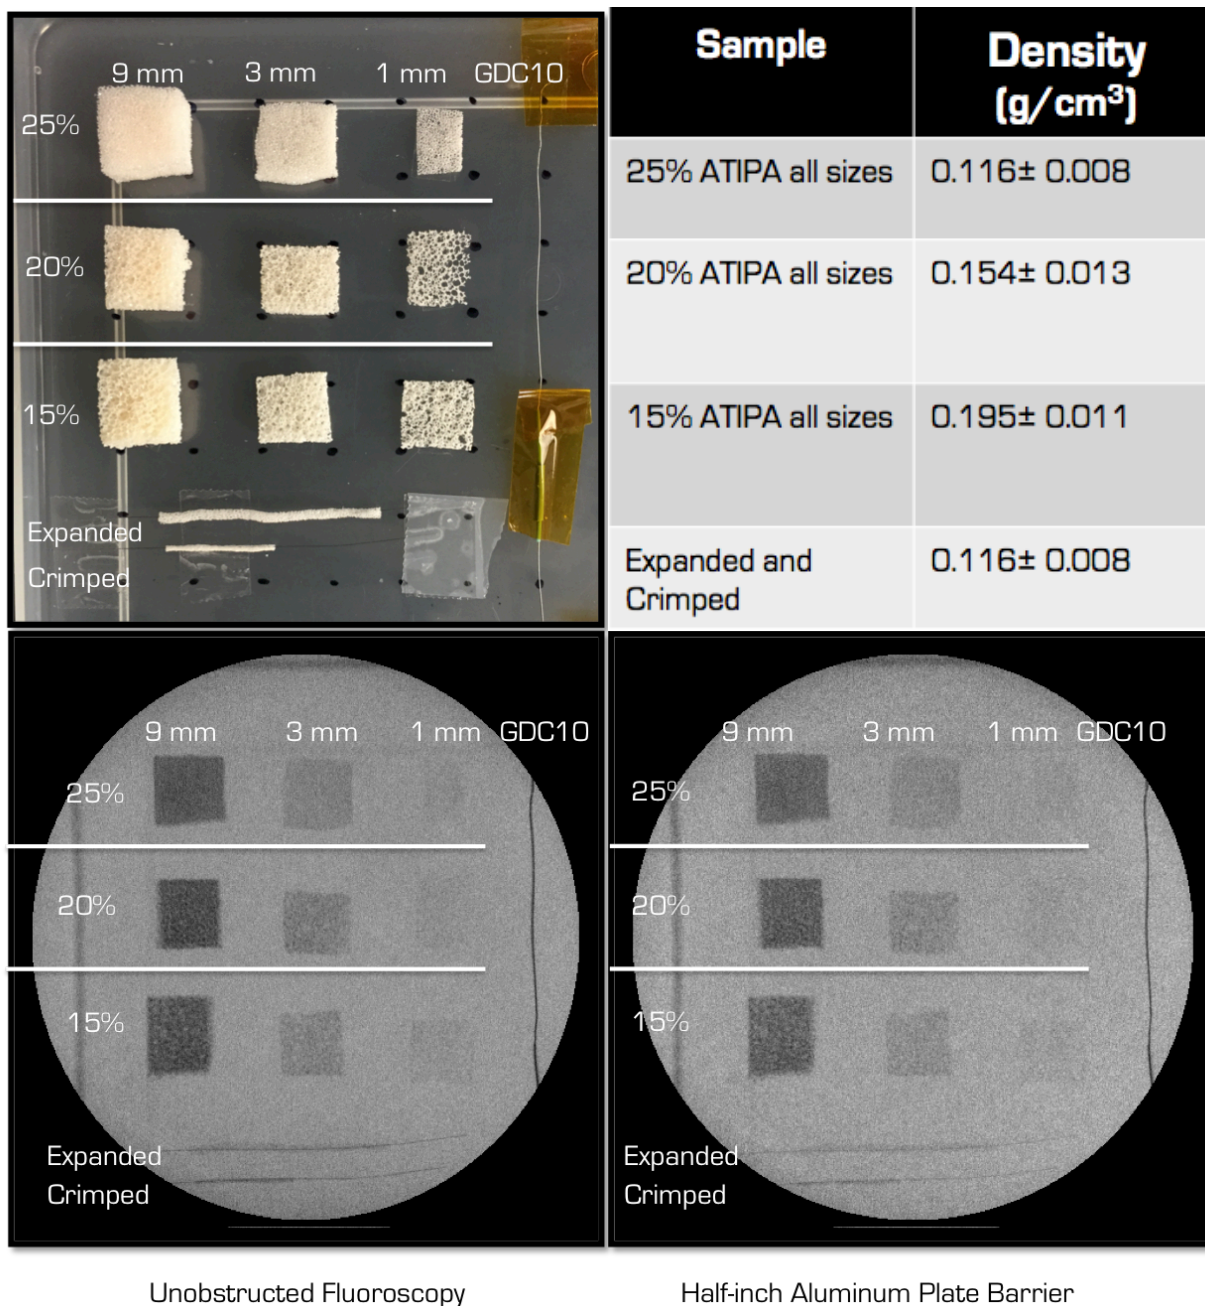 9 mm 3 mm 1 mm GDC10
25%
20%
15%
Expanded
Crimped
Sample Density
(g/cm³)
25% ATIPA all sizes 0.116± 0.008
20% ATIPA all sizes 0.154± 0.013
15% ATIPA all sizes 0.195± 0.011
Expanded and 0.116± 0.008
Crimped
9 mm 3 mm 1 mm GDC10
25%
20%
15%
Expanded
Crimped
9 mm 3 mm 1 mm GDC10
25%
20%
15%
Expanded
Crimped
Unobstructed Fluoroscopy
Half-inch Aluminum Plate Barrier